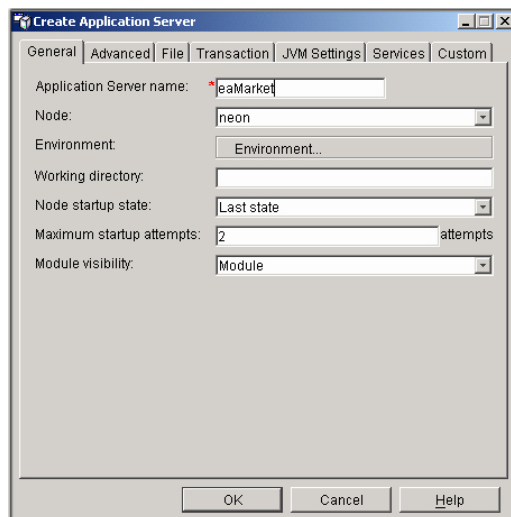 Create Application Server
General Advanced File Transaction JVM Settings Services Custom
Application Server name: *eaMarket
Node: neon
Environment: Environment...
Working directory:
Node startup state: Last state
Maximum startup attempts: 2 attempts
Module visibility: Module
OK Cancel Help